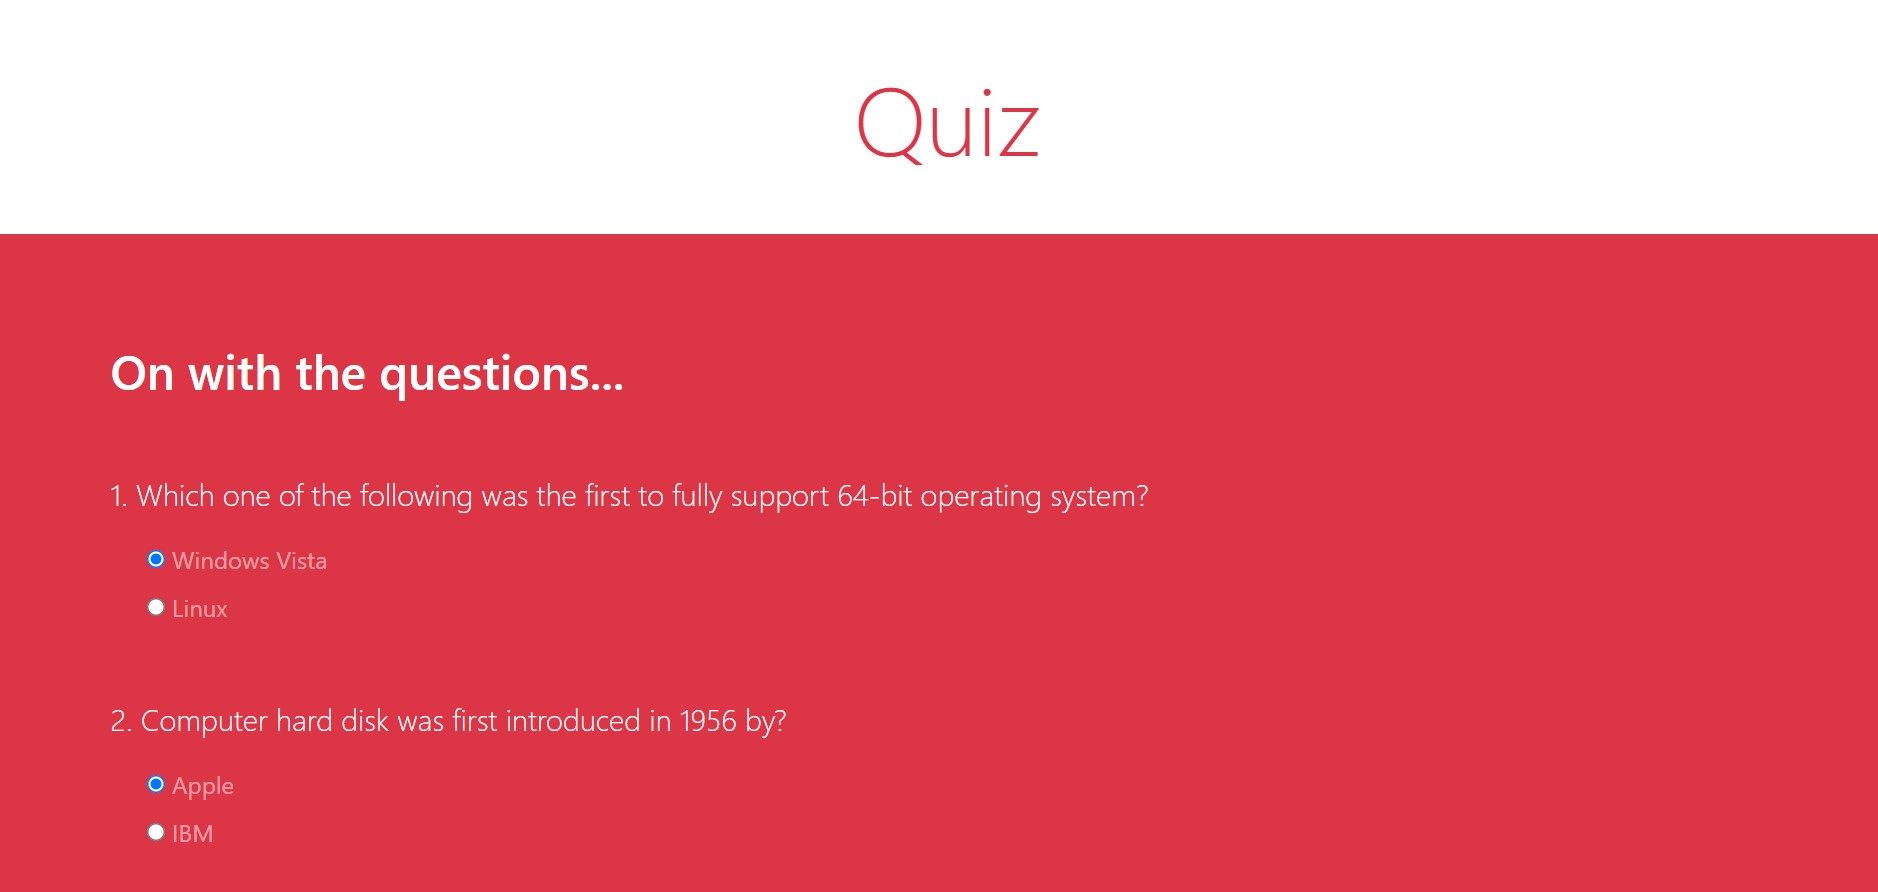 Quiz
On with the questions...
1. Which one of the following was the first to fully support 64-bit operating system?
Windows Vista
Linux
2. Computer hard disk was first introduced in 1956 by?
Apple
IBM